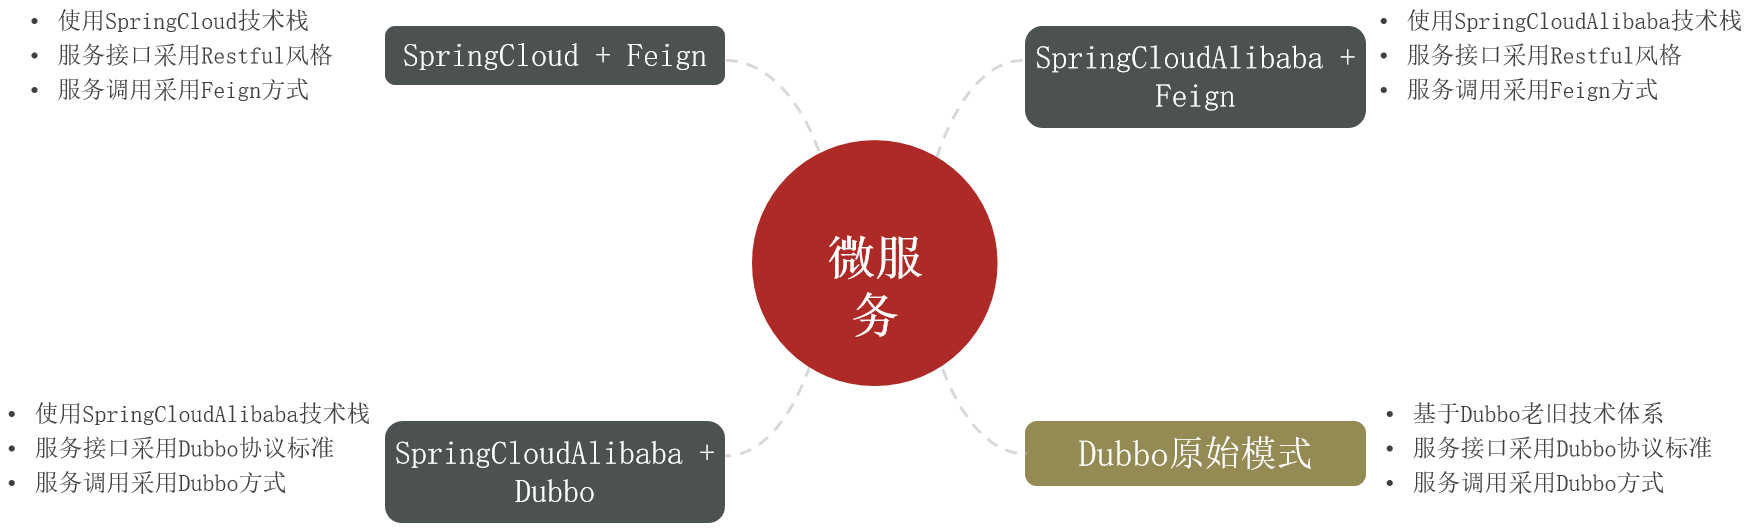 • 使用SpringCloud技术栈
• 服务接口采用Restful风格
• 服务调用采用Feign方式
SpringCloud + Feign
SpringCloudAlibaba +
Feign
• 使用SpringCloudAlibaba技术栈
• 服务接口采用Restful风格
• 服务调用采用Feign方式
微服
务
• 使用SpringCloudAlibaba技术栈
• 服务接口采用Dubbo协议标准
• 服务调用采用Dubbo方式
SpringCloudAlibaba +
Dubbo
Dubbo原始模式
• 基于Dubbo老旧技术体系
• 服务接口采用Dubbo协议标准
• 服务调用采用Dubbo方式